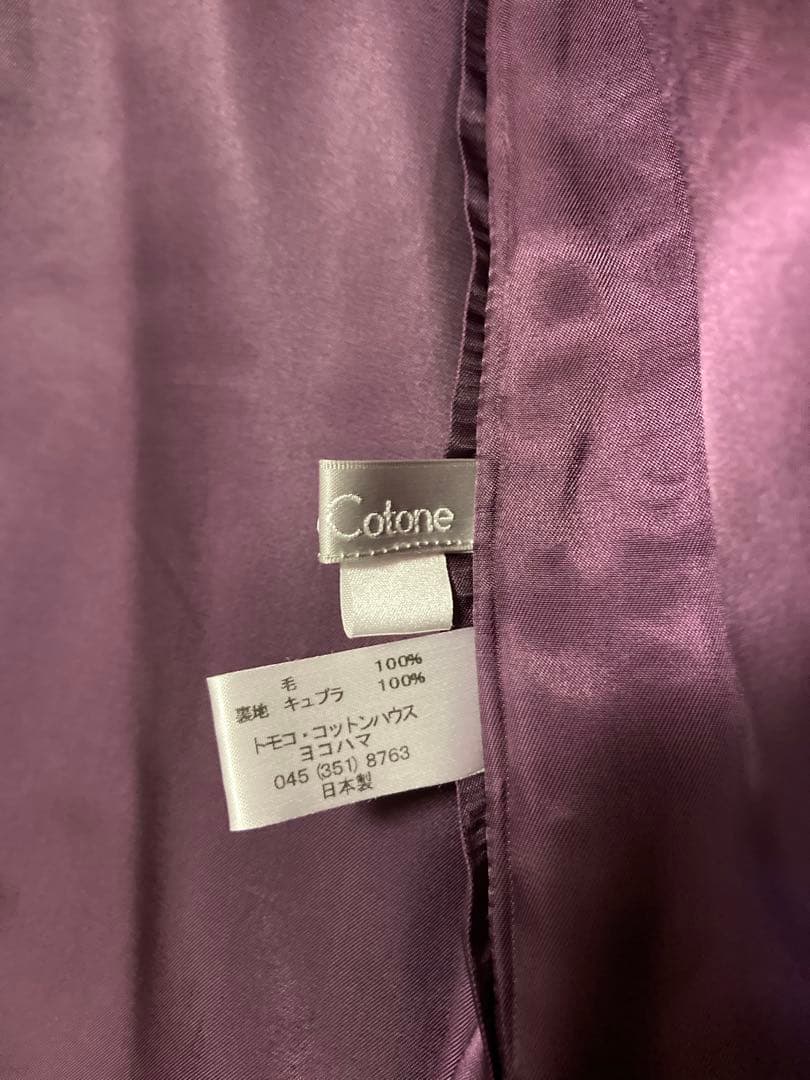 Cotone
毛 100%
裏地 キュプラ 100%
トモコ・コットンハウス
ヨコハマ
045 (351) 8763
日本製